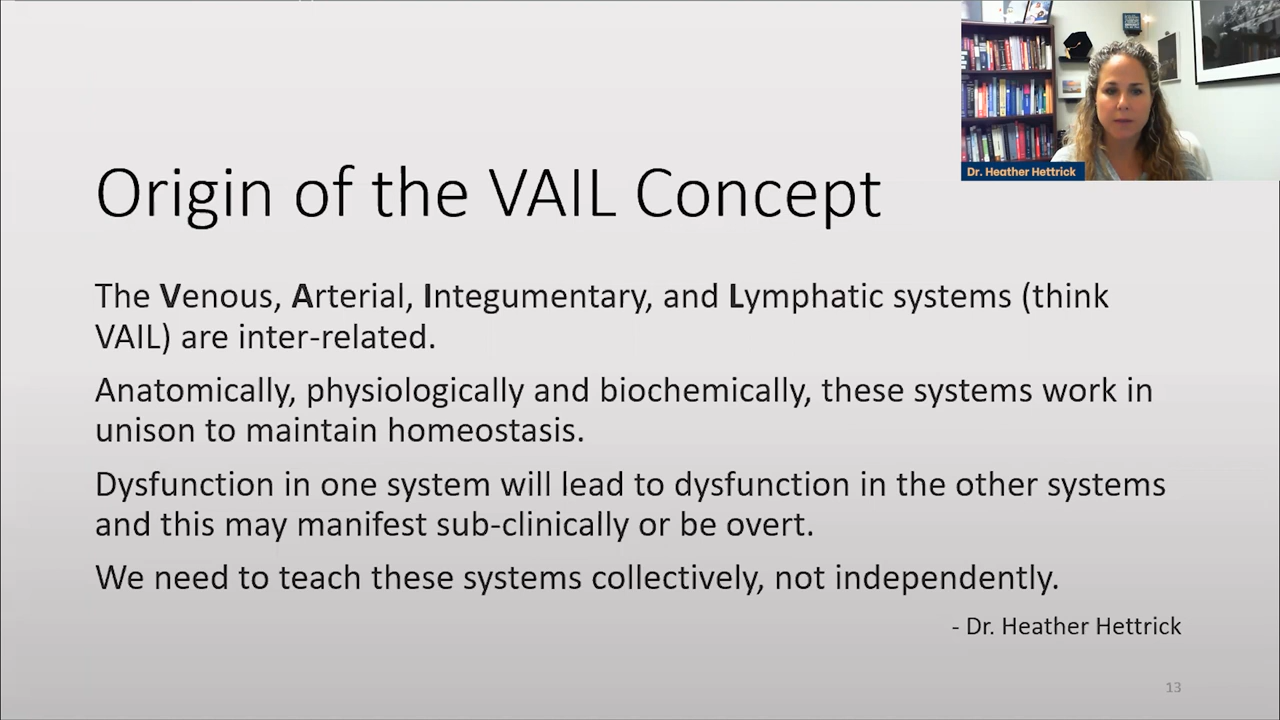 Dr. Heather Hettrick
Origin of the VAIL Concept
The Venous, Arterial, Integumentary, and Lymphatic systems (think
VAIL) are inter-related.
Anatomically, physiologically and biochemically, these systems work in
unison to maintain homeostasis.
Dysfunction in one system will lead to dysfunction in the other systems
and this may manifest sub-clinically or be overt.
We need to teach these systems collectively, not independently.
- Dr. Heather Hettrick
13